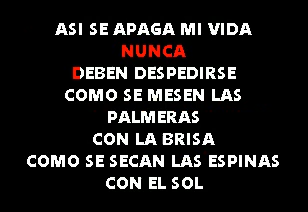 ASI SE APAGA MI VIDA
NUNCA
DEBEN DESPEDIRSE
COMO SE MESEN LAS
PALMERAS
CON LA BRISA
COMO SE SECAN LAS ESPINAS
CON EL SOL